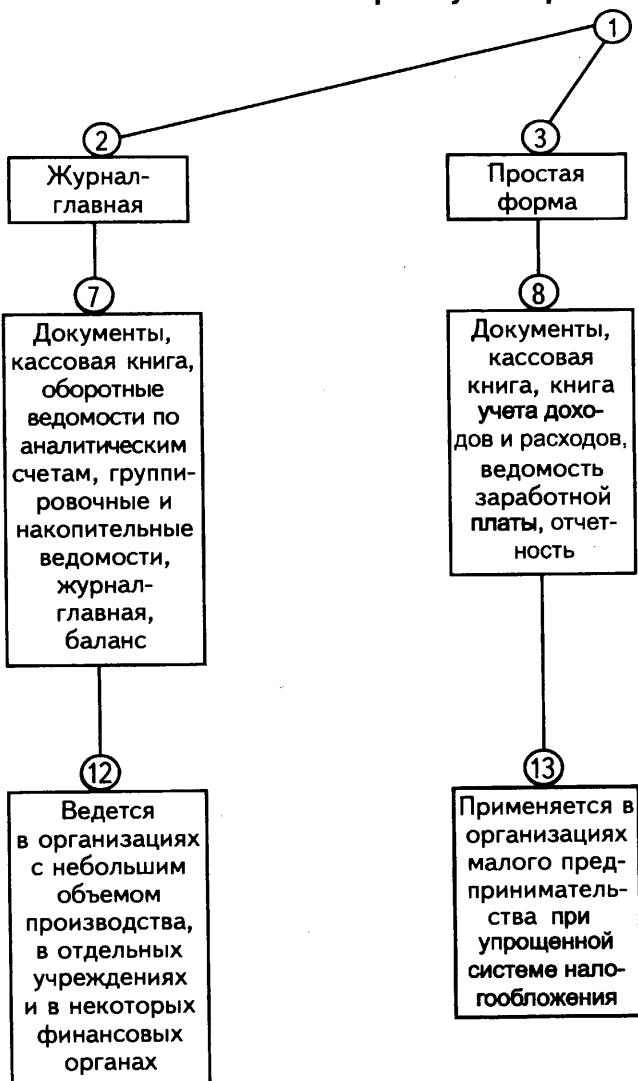 1
2
3
Журнал-
главная
Простая
форма
7
8
Документы,
кассовая книга,
оборотные
ведомости по
аналитическим
счетам, группи-
ровочные и
накопительные
ведомости,
журнал-
главная,
баланс
Документы,
кассовая
книга, книга
учета дохо-
дов и расходов,
ведомость
заработной
платы, отчет-
ность
12
13
Ведется
в организациях
с небольшим
объемом
производства,
в отдельных
учреждениях
и в некоторых
финансовых
органах
Применяется в
организациях
малого пред-
приниматель-
ства при
упрощенной
системе нало-
гообложения